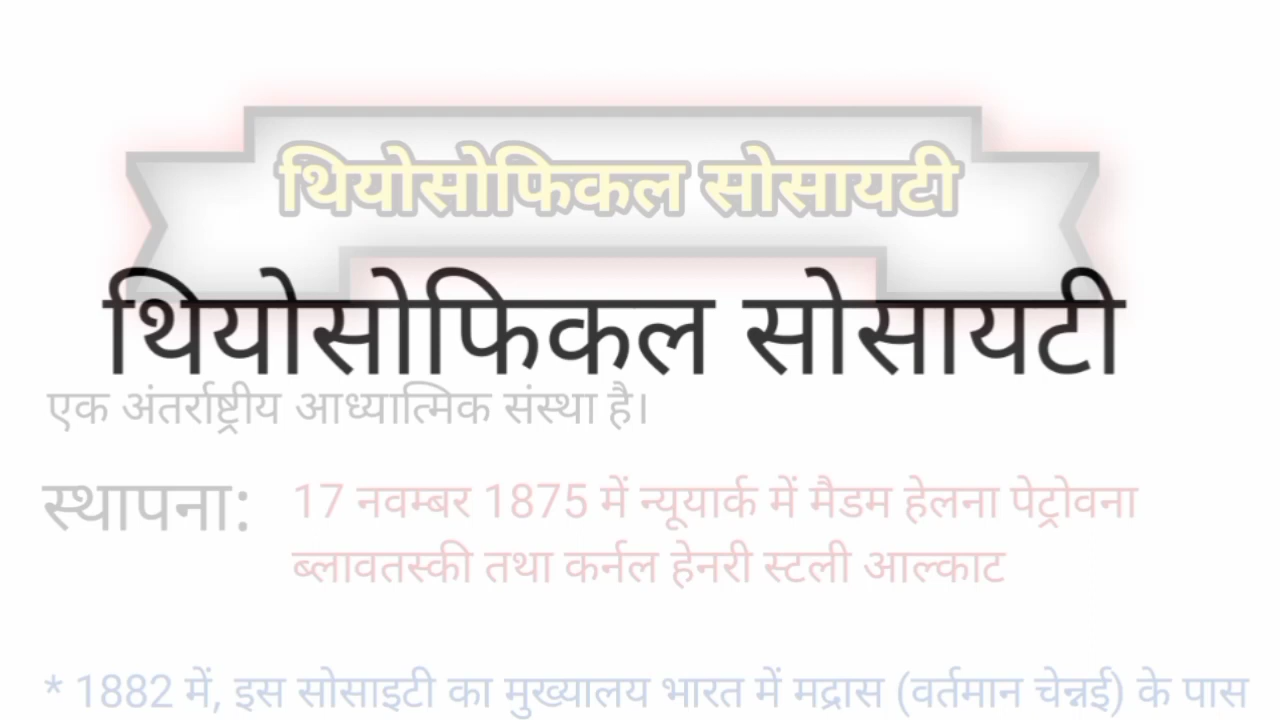 थियोसोफिकल सोसायटी
थियोसोफिकल सोसायटी
एक अंतर्राष्ट्रीय आध्यात्मिक संस्था है।
स्थापना: 17 नवम्बर 1875 में न्यूयार्क में मैडम हेलना पेट्रोवना
ब्लावतस्की तथा कर्नल हेनरी स्टली आल्काट
* 1882 में, इस सोसाइटी का मुख्यालय भारत में मद्रास (वर्तमान चेन्नई) के पास